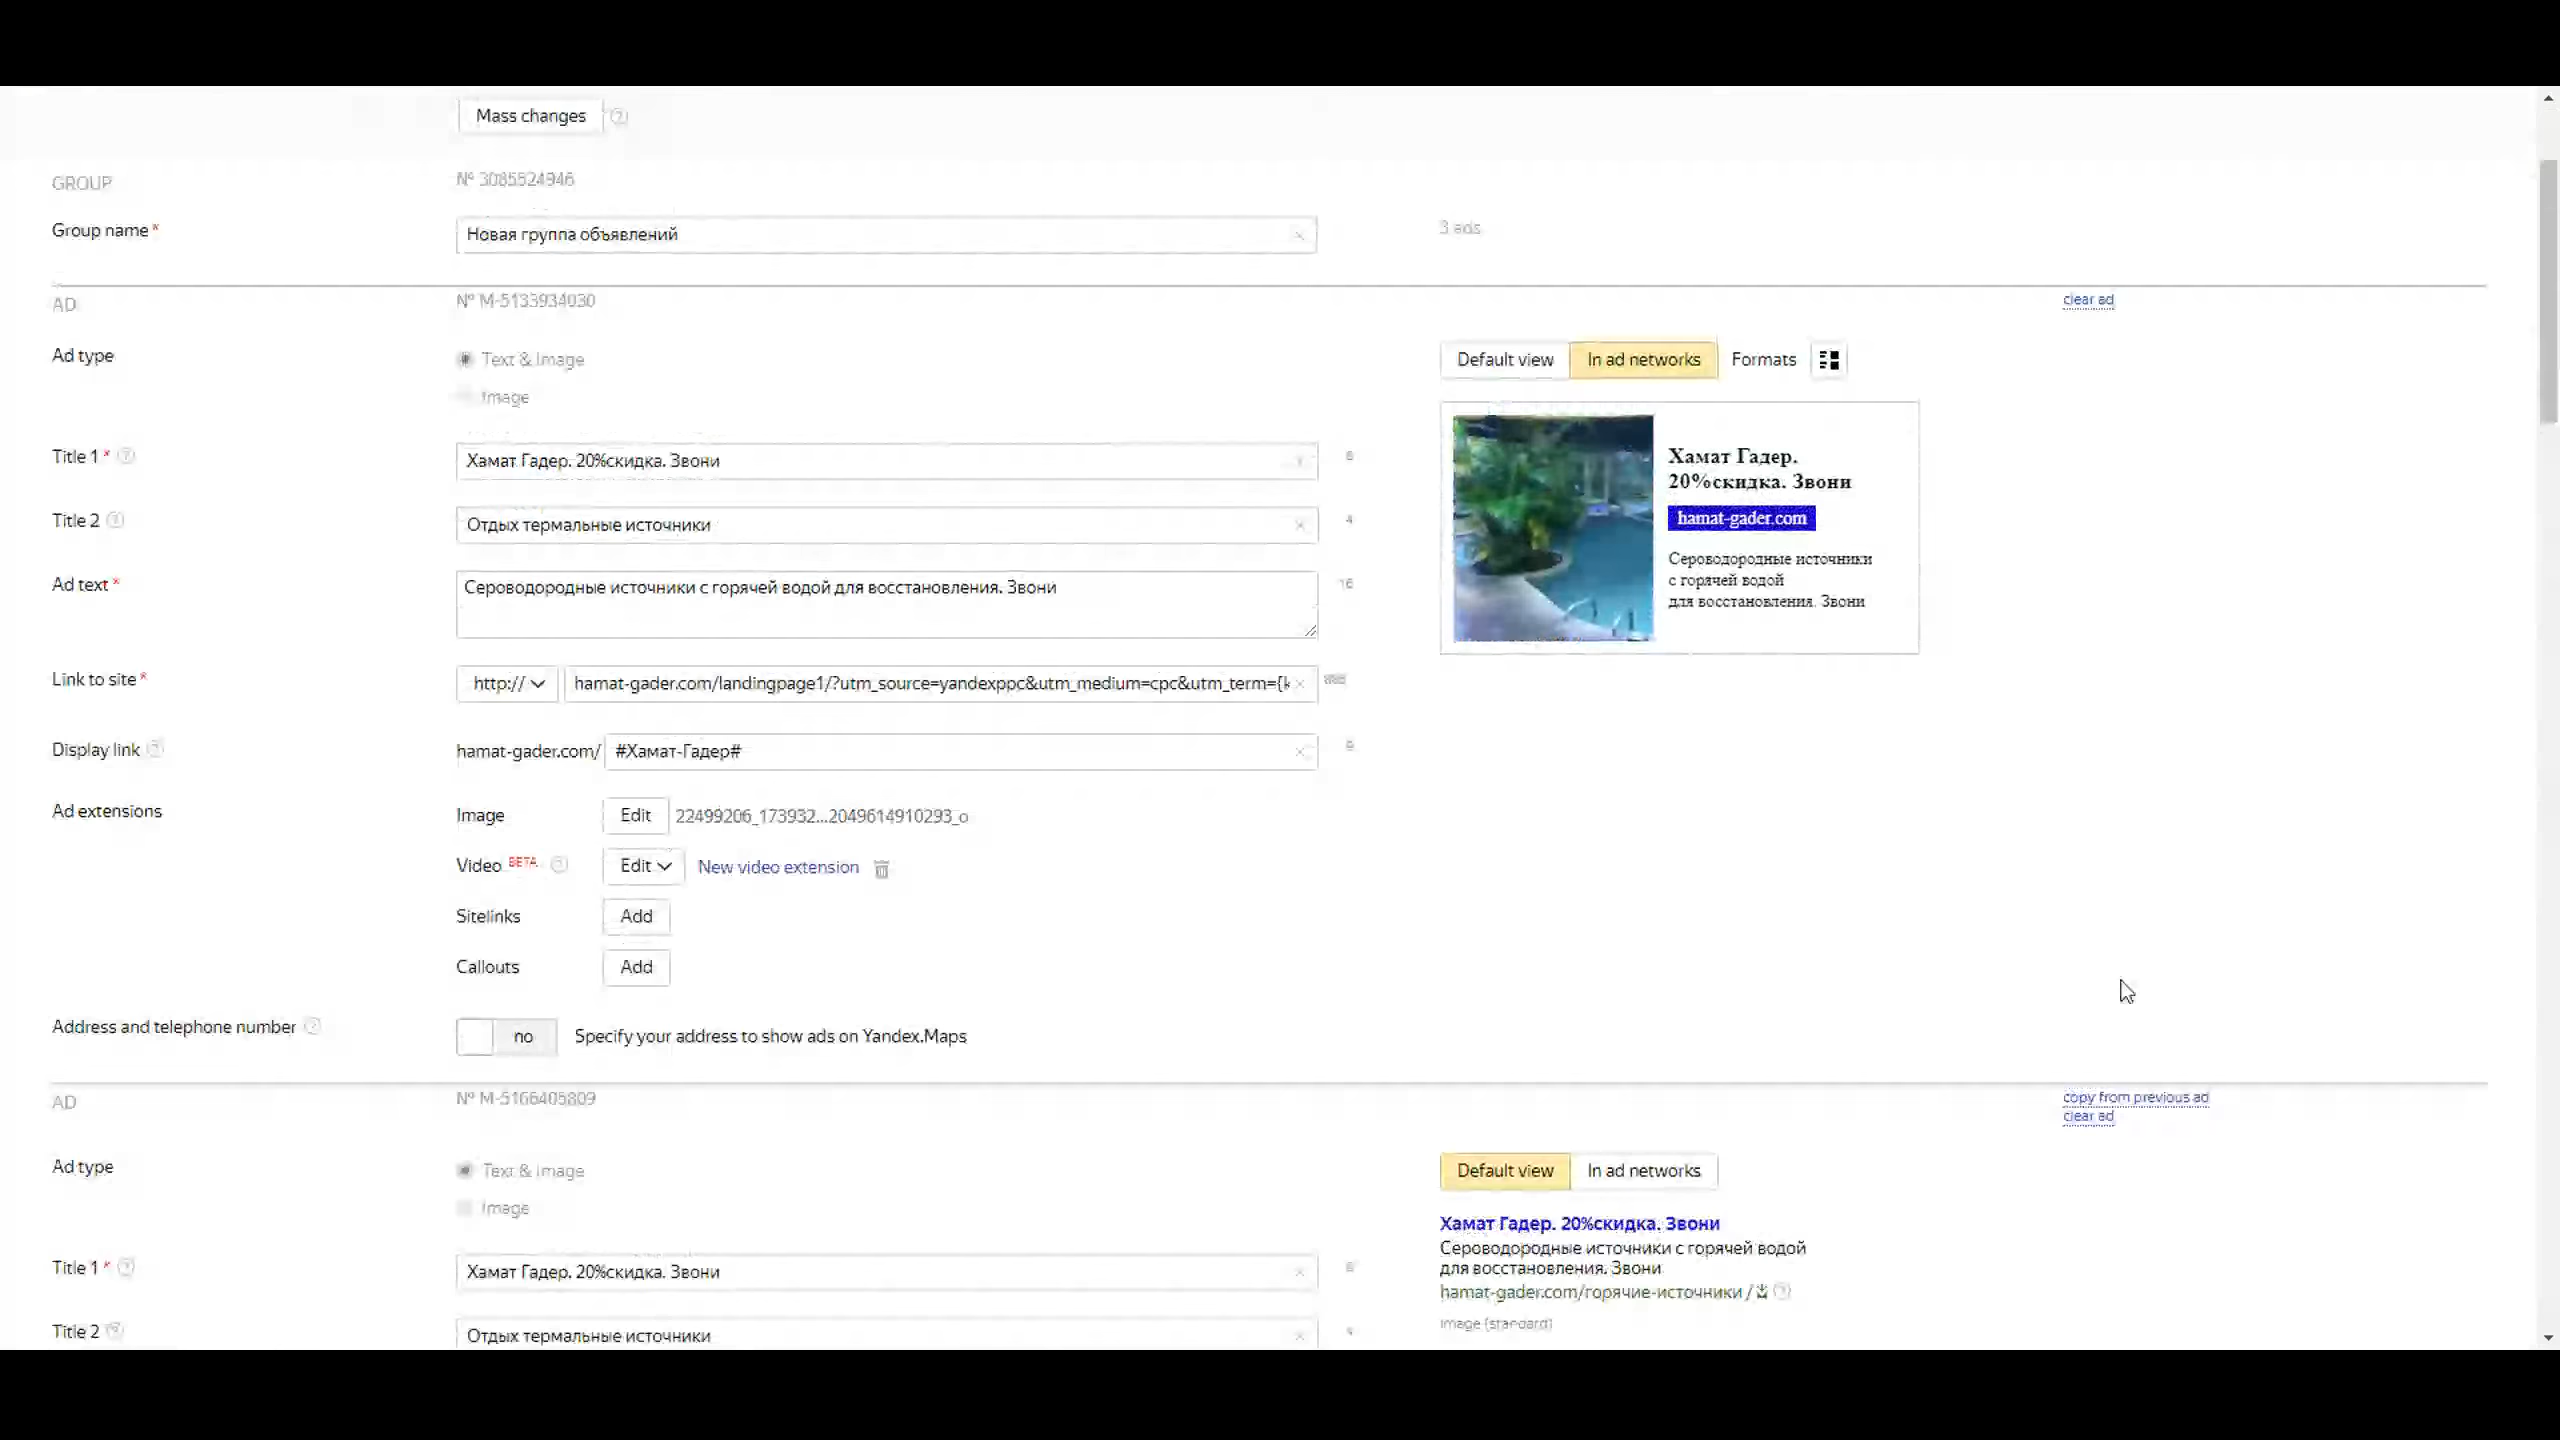 Mass changes
GROUP
№ 3085524946
Group name *
Новая группа объявлений
3 ads
AD
№ M-5133934030
clear ad
Ad type
Text & Image
Image
Default view
In ad networks
Formats
Title 1 *
Хамат Гадер. 20%скидка. Звони
6
Title 2
Отдых термальные источники
4
Ad text *
Сероводородные источники с горячей водой для восстановления. Звони
16
Хамат Гадер.
20%скидка. Звони
hamat-gader.com
Сероводородные источники
с горячей водой
для восстановления. Звони
Link to site *
http://
hamat-gader.com/landingpage1/?utm_source=yandexppc&utm_medium=cpc&utm_term={k
Display link
hamat-gader.com/
#Хамат-Гадер#
9
Ad extensions
Image
Edit
22499206_173932...2049614910293_o
Video BETA
Edit
New video extension
Sitelinks
Add
Callouts
Add
Address and telephone number
no
Specify your address to show ads on Yandex.Maps
AD
№ M-5166405809
copy from previous ad
clear ad
Ad type
Text & Image
Image
Default view
In ad networks
Хамат Гадер. 20%скидка. Звони
Сероводородные источники с горячей водой
для восстановления. Звони
hamat-gader.com/горячие-источники /
Image (standard)
Title 1 *
Хамат Гадер. 20%скидка. Звони
6
Title 2
Отдых термальные источники